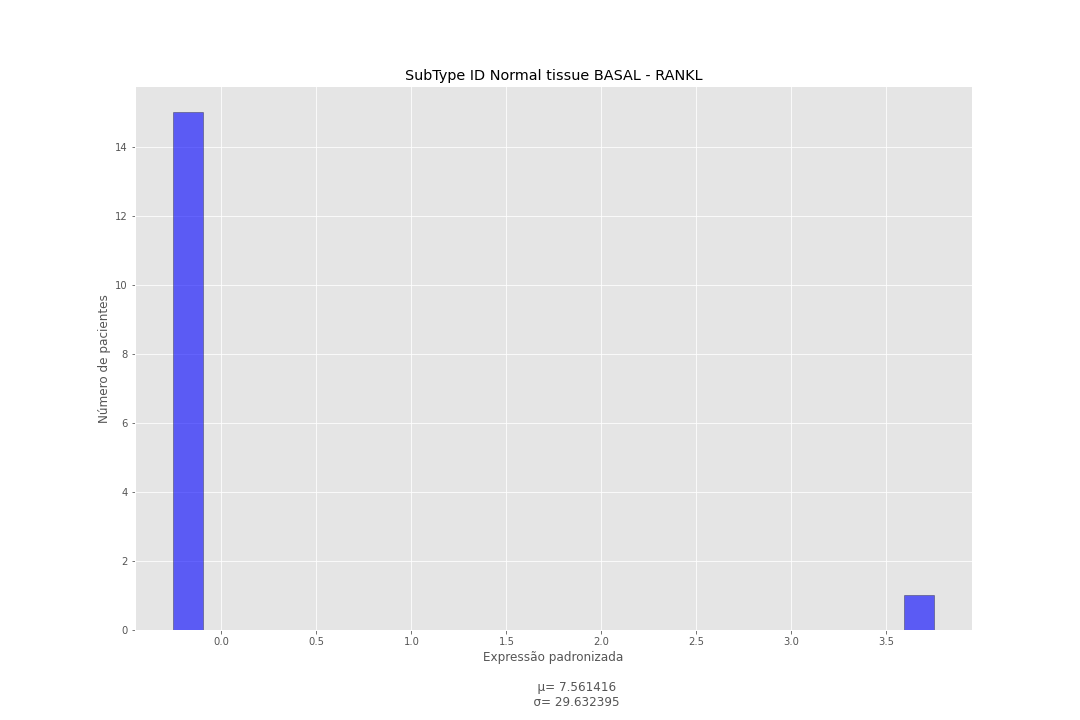 SubType ID Normal tissue BASAL - RANKL
14
12
10
8
6
4
2
0
Número de pacientes
0.0 0.5 1.0 1.5 2.0 2.5 3.0 3.5
Expressão padronizada
μ= 7.561416
σ= 29.632395